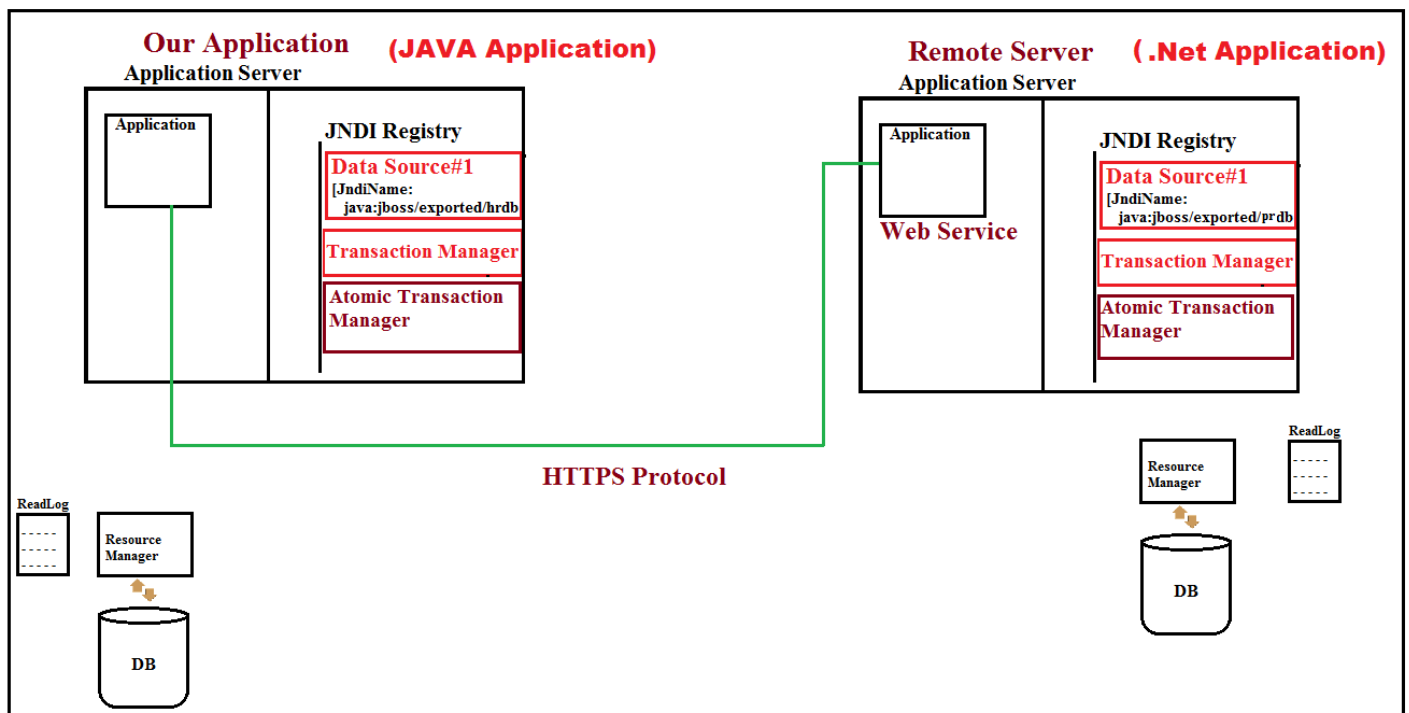 Our Application (JAVA Application)
Application Server
Application
JNDI Registry
Data Source#1
[JndiName:
java:jboss/exported/hrdb
Transaction Manager
Atomic Transaction
Manager
Remote Server ( .Net Application)
Application Server
Application
Web Service
JNDI Registry
Data Source#1
[JndiName:
java:jboss/exported/prdb
Transaction Manager
Atomic Transaction
Manager
HTTPS Protocol
ReadLog
-----
-----
-----
Resource
Manager
DB
Resource
Manager
ReadLog
-----
-----
-----
DB